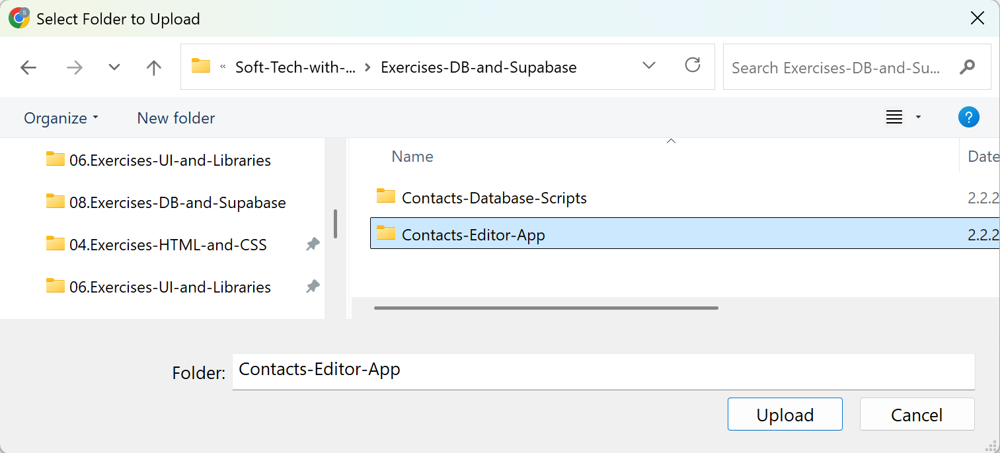 Select Folder to Upload
« Soft-Tech-with-... > Exercises-DB-and-Supabase
Search Exercises-DB-and-Su...
Organize
New folder
?
06.Exercises-UI-and-Libraries
08.Exercises-DB-and-Supabase
04.Exercises-HTML-and-CSS
06.Exercises-UI-and-Libraries
Name
Date
Contacts-Database-Scripts
2.2.2
Contacts-Editor-App
2.2.2
Folder: Contacts-Editor-App
Upload
Cancel